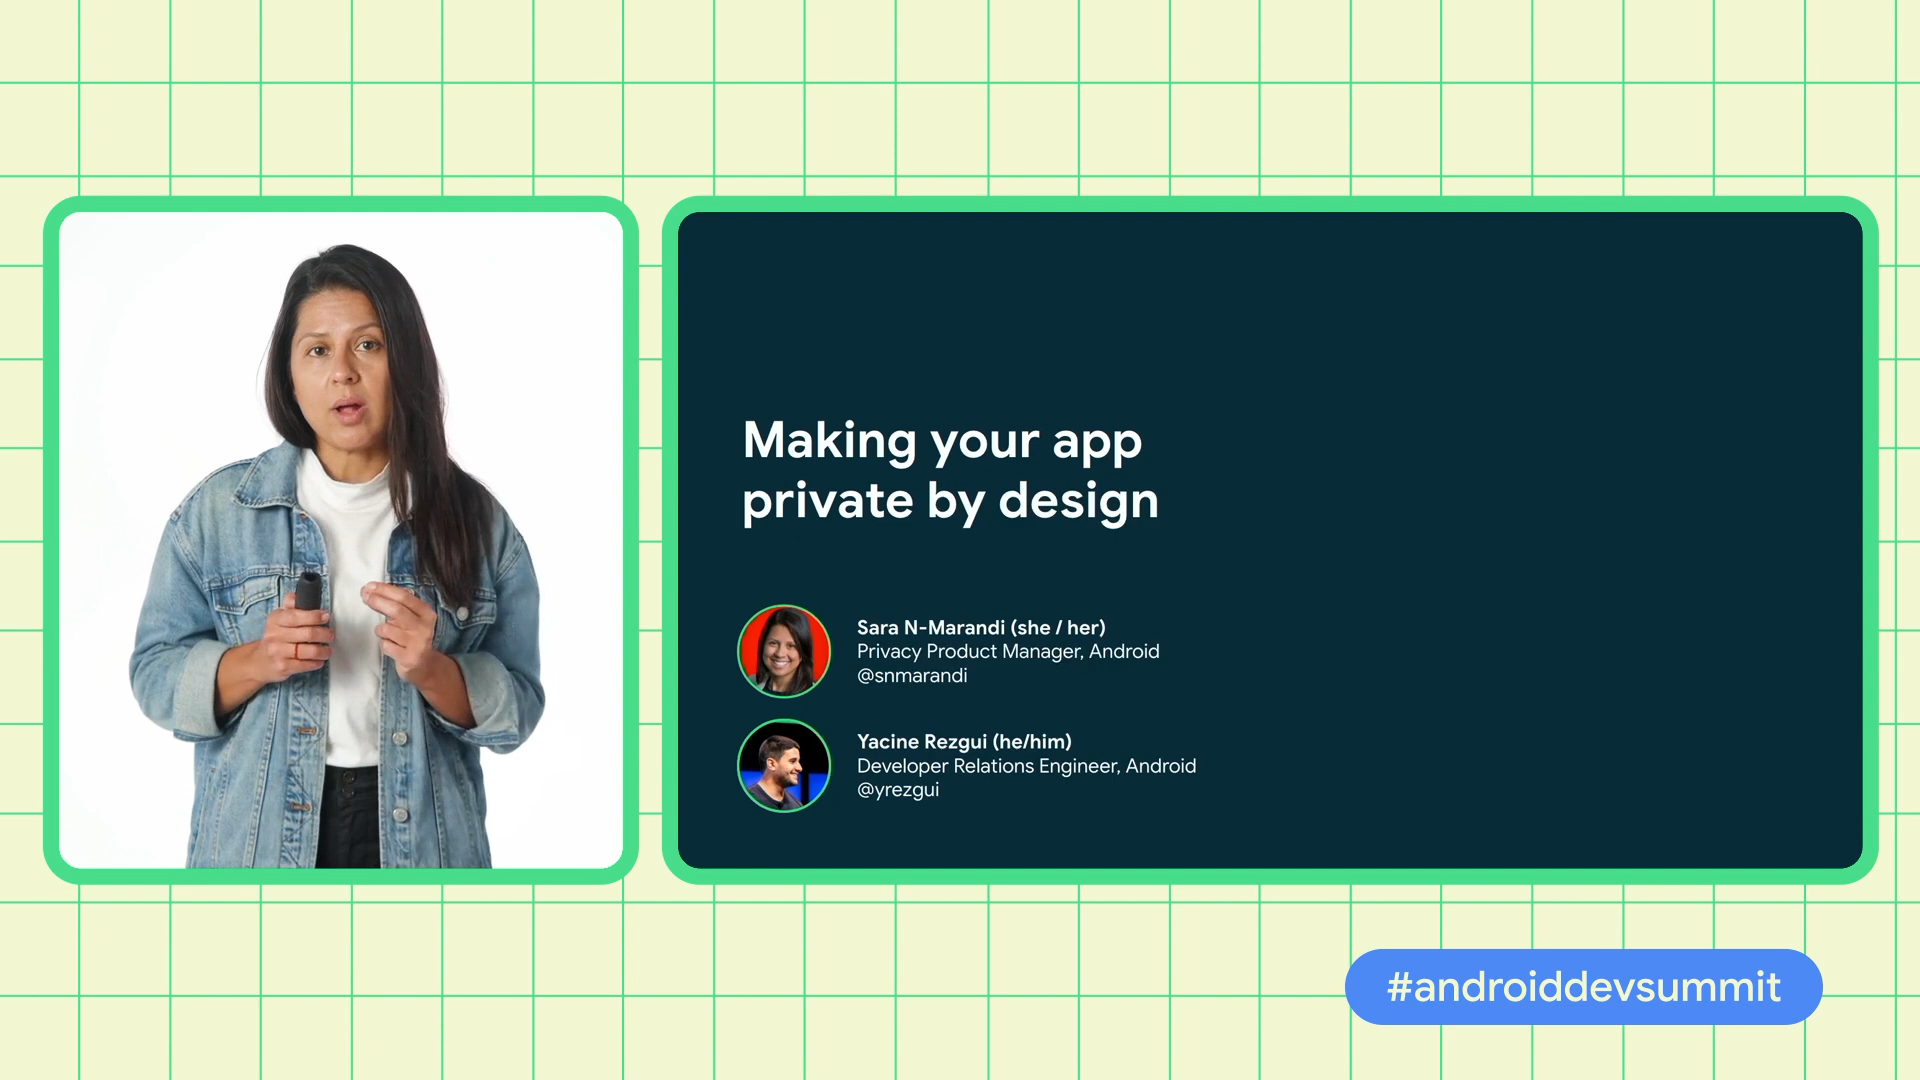 Making your app
private by design
Sara N-Marandi (she / her)
Privacy Product Manager, Android
@snmarandi
Yacine Rezgui (he/him)
Developer Relations Engineer, Android
@yrezgui
#androiddevsummit